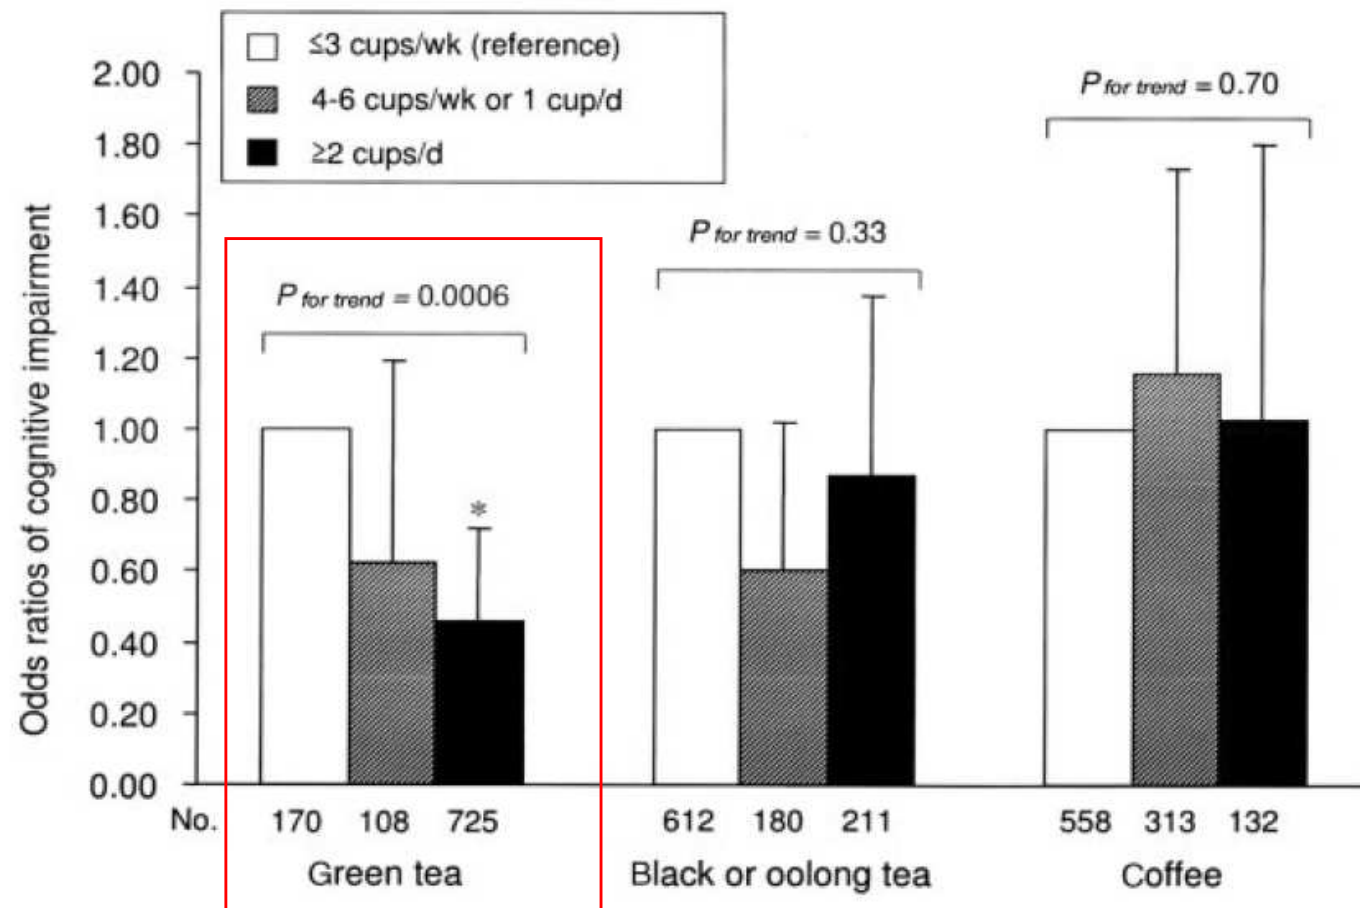 ≤3 cups/wk (reference)
4-6 cups/wk or 1 cup/d
≥2 cups/d
Odds ratios of cognitive impairment
2.00
1.80
1.60
1.40
1.20
1.00
0.80
0.60
0.40
0.20
0.00
P for trend = 0.0006
*
P for trend = 0.33
P for trend = 0.70
No. 170 108 725 612 180 211 558 313 132
Green tea Black or oolong tea Coffee